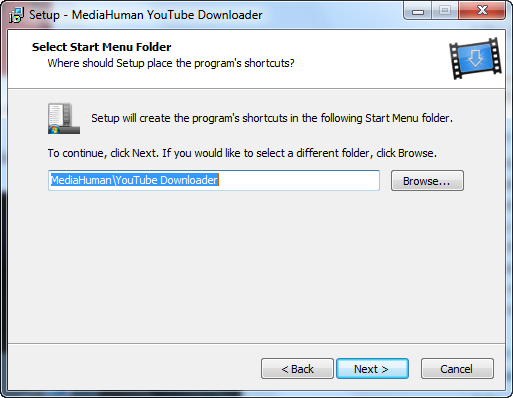 Setup - MediaHuman YouTube Downloader
Select Start Menu Folder
Where should Setup place the program's shortcuts?
Setup will create the program's shortcuts in the following Start Menu folder.
To continue, click Next. If you would like to select a different folder, click Browse.
MediaHuman\YouTube Downloader
Browse...
< Back
Next >
Cancel